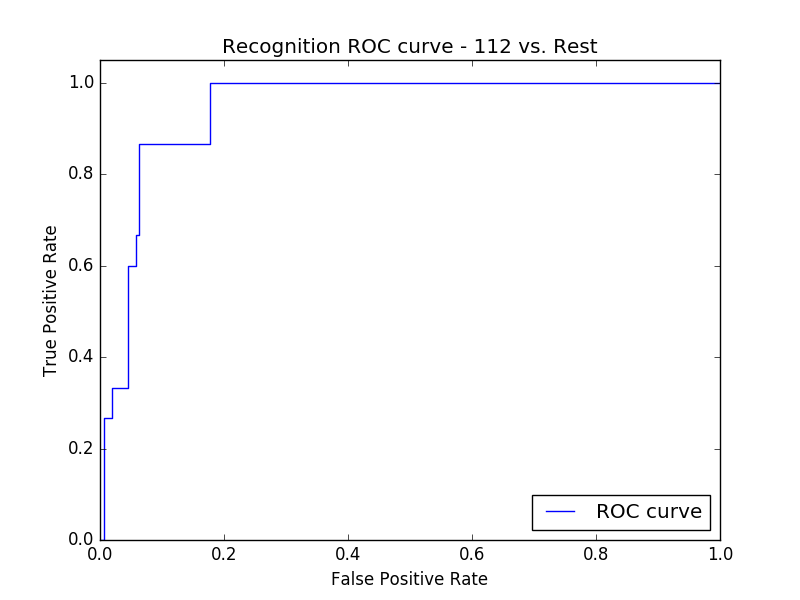 Recognition ROC curve - 112 vs. Rest
1.0
0.8
0.6
0.4
0.2
0.0
True Positive Rate
ROC curve
0.0 0.2 0.4 0.6 0.8 1.0
False Positive Rate